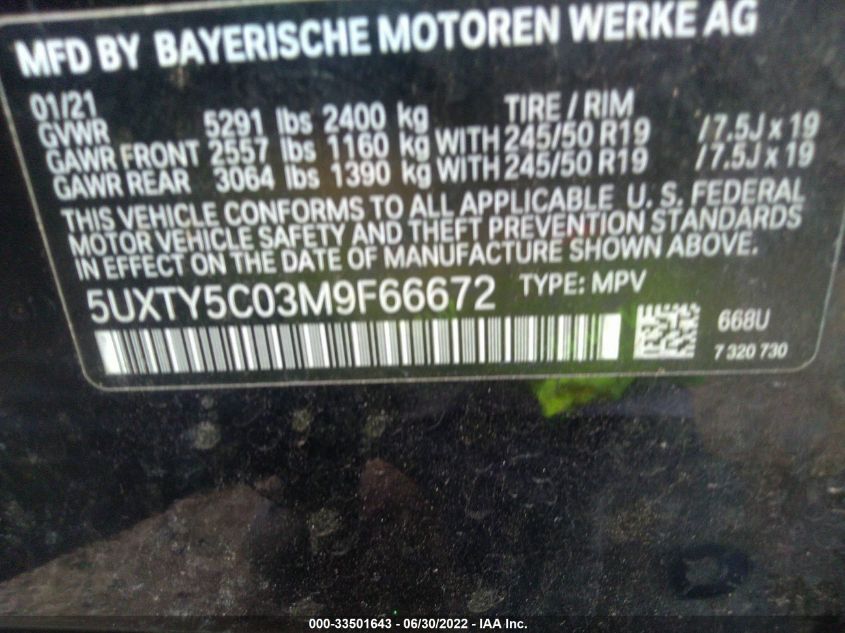 MFD BY BAYERISCHE MOTOREN WERKE AG
01/21 TIRE / RIM
GVWR 5291 lbs 2400 kg
GAWR FRONT 2557 lbs 1160 kg WITH 245/50 R19 /7.5J x 19
GAWR REAR 3064 lbs 1390 kg WITH 245/50 R19 /7.5J x 19
THIS VEHICLE CONFORMS TO ALL APPLICABLE U. S. FEDERAL
MOTOR VEHICLE SAFETY AND THEFT PREVENTION STANDARDS
IN EFFECT ON THE DATE OF MANUFACTURE SHOWN ABOVE.
5UXTY5C03M9F66672 TYPE: MPV
668U
7 320 730
000-33501643 - 06/30/2022 - IAA Inc.